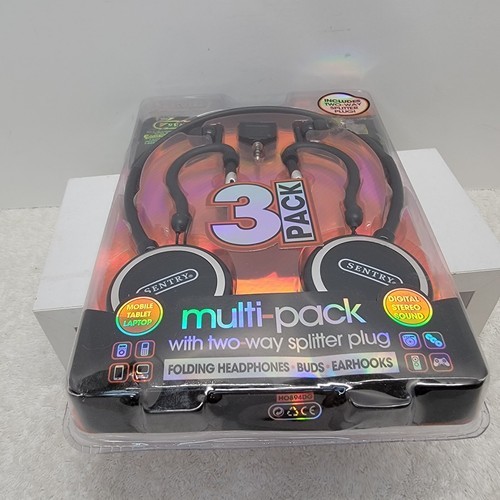 INCLUDES
TWO-WAY
SPLITTER
PLUG!
3
PACK
SENTRY®
SENTRY®
MOBILE
TABLET
LAPTOP
DIGITAL
STEREO
SOUND
multi-pack
with two-way splitter plug
FOLDING HEADPHONES · BUDS · EARHOOKS
CE